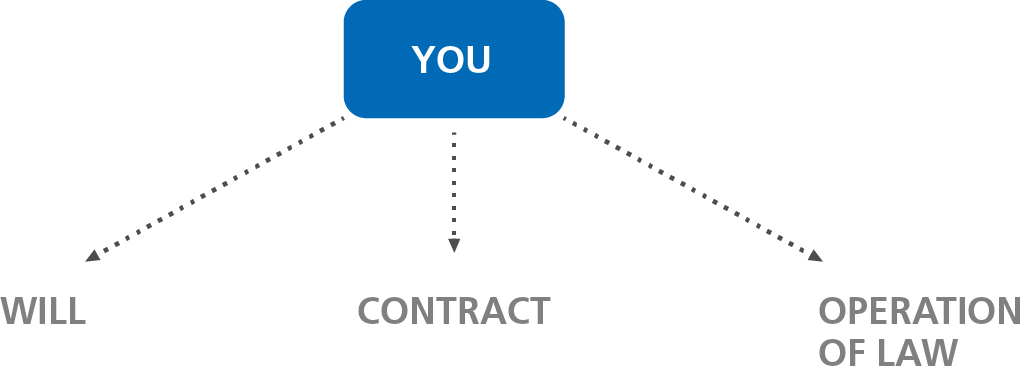 YOU
WILL
CONTRACT
OPERATION
OF LAW